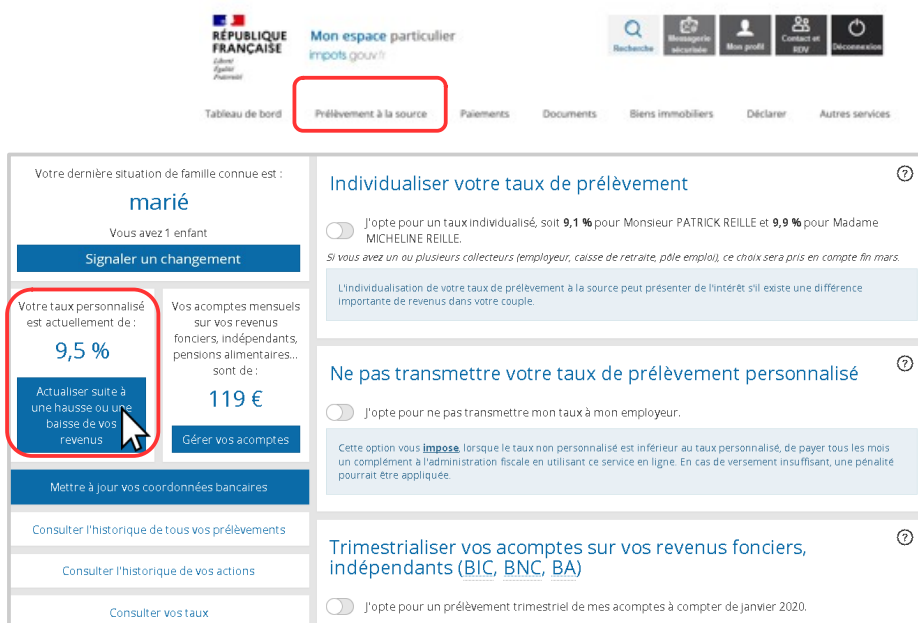 RÉPUBLIQUE
FRANÇAISE
Liberté
Égalité
Fraternité
Mon espace particulier
impots.gouv.fr
Recherche
Messagerie
sécurisée
Mon profil
Contact et
RDV
Déconnexion
Tableau de bord
Prélèvement à la source
Paiements
Documents
Biens immobiliers
Déclarer
Autres services
Votre dernière situation de famille connue est :
marié
Vous avez 1 enfant
Signaler un changement
Votre taux personnalisé
est actuellement de :
9,5 %
Actualiser suite à
une hausse ou une
baisse de vos
revenus
Vos acomptes mensuels
sur vos revenus
fonciers, indépendants,
pensions alimentaires...
sont de :
119 €
Gérer vos acomptes
Mettre à jour vos coordonnées bancaires
Consulter l'historique de tous vos prélèvements
Consulter l'historique de vos actions
Consulter vos taux
Individualiser votre taux de prélèvement
?
J'opte pour un taux individualisé, soit 9,1 % pour Monsieur PATRICK REILLE et 9,9 % pour Madame
MICHELINE REILLE.
Si vous avez un ou plusieurs collecteurs (employeur, caisse de retraite, pôle emploi), ce choix sera pris en compte fin mars.
L'individualisation de votre taux de prélèvement à la source peut présenter de l'intérêt s'il existe une différence
importante de revenus dans votre couple.
Ne pas transmettre votre taux de prélèvement personnalisé
?
J'opte pour ne pas transmettre mon taux à mon employeur.
Cette option vous impose, lorsque le taux non personnalisé est inférieur au taux personnalisé, de payer tous les mois
un complément à l'administration fiscale en utilisant ce service en ligne. En cas de versement insuffisant, une pénalité
pourrait être appliquée.
Trimestrialiser vos acomptes sur vos revenus fonciers,
indépendants (BIC, BNC, BA)
?
J'opte pour un prélèvement trimestriel de mes acomptes à compter de janvier 2020.